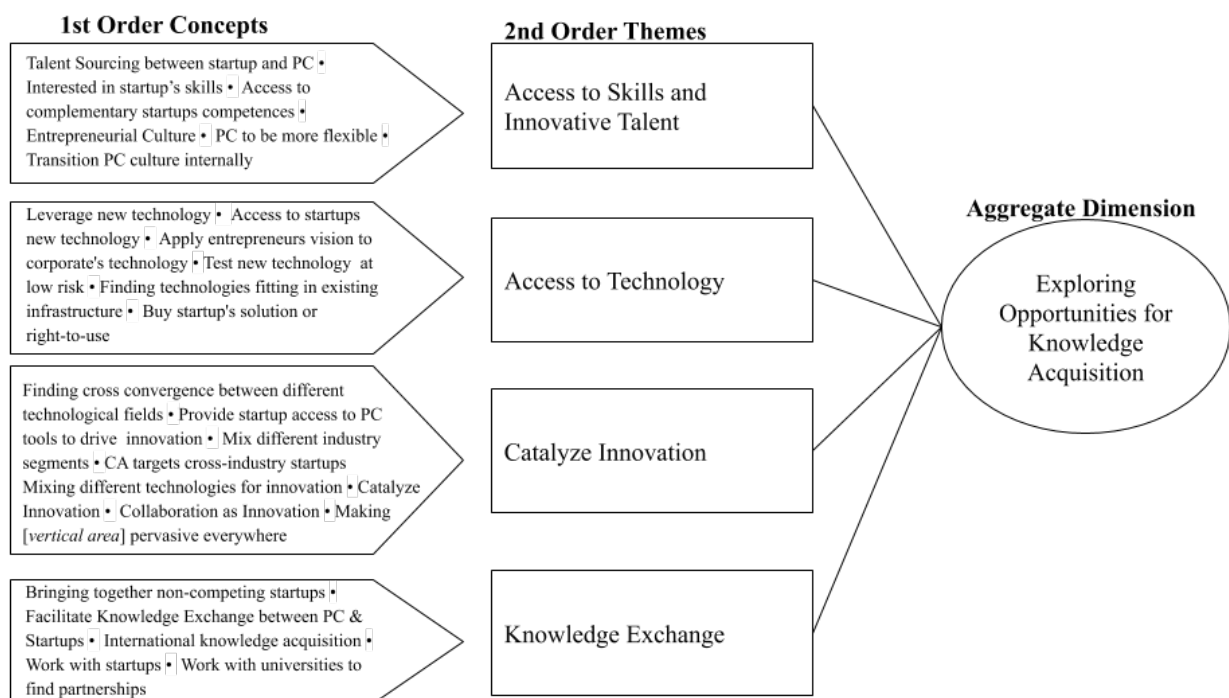 1st Order Concepts
Talent Sourcing between startup and PC •
Interested in startup’s skills • Access to
complementary startups competences •
Entrepreneurial Culture • PC to be more flexible •
Transition PC culture internally
Leverage new technology • Access to startups
new technology • Apply entrepreneurs vision to
corporate's technology • Test new technology at
low risk • Finding technologies fitting in existing
infrastructure • Buy startup's solution or
right-to-use
Finding cross convergence between different
technological fields • Provide startup access to PC
tools to drive innovation • Mix different industry
segments • CA targets cross-industry startups
Mixing different technologies for innovation • Catalyze
Innovation • Collaboration as Innovation • Making
[vertical area] pervasive everywhere
Bringing together non-competing startups •
Facilitate Knowledge Exchange between PC &
Startups • International knowledge acquisition •
Work with startups • Work with universities to
find partnerships
2nd Order Themes
Access to Skills and
Innovative Talent
Access to Technology
Catalyze Innovation
Knowledge Exchange
Aggregate Dimension
Exploring
Opportunities for
Knowledge
Acquisition